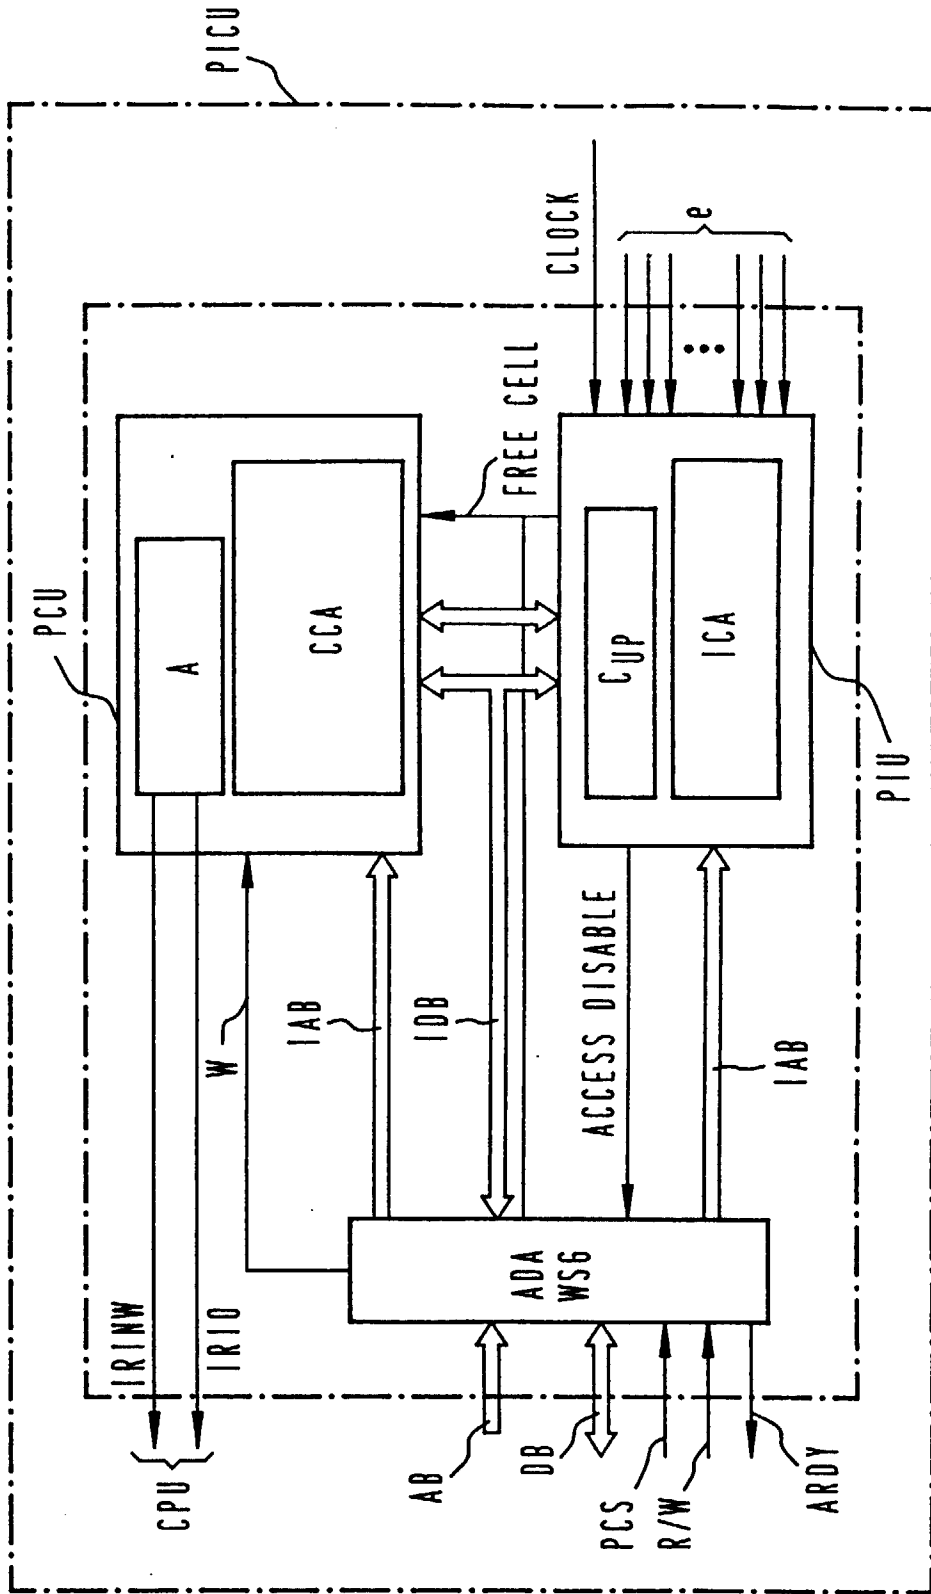 PICU
PCU
A
CCA
FREE CELL
CLOCK
e
CUP
ICA
PIU
W
IAB
IDB
ACCESS DISABLE
IAB
IRINW
IRIO
CPU
ADA
WSG
AB
DB
PCS
R/W
ARDY